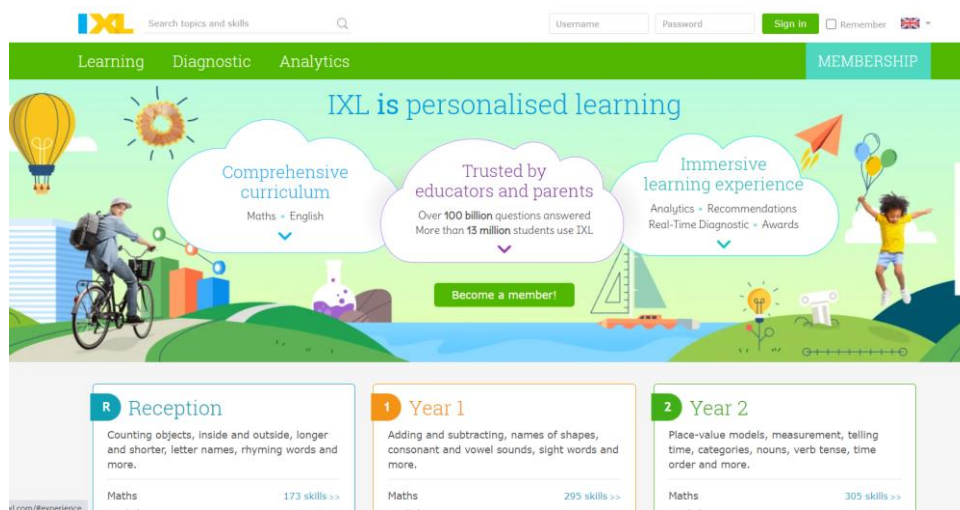 IXL
Search topics and skills
Username
Password
Sign in
Remember
Learning
Diagnostic
Analytics
MEMBERSHIP
IXL is personalised learning
Comprehensive
curriculum
Maths • English
Trusted by
educators and parents
Over 100 billion questions answered
More than 13 million students use IXL
Immersive
learning experience
Analytics • Recommendations
Real-Time Diagnostic • Awards
Become a member!
R Reception
Counting objects, inside and outside, longer
and shorter, letter names, rhyming words and
more.
Maths 173 skills >>
1 Year 1
Adding and subtracting, names of shapes,
consonant and vowel sounds, sight words and
more.
Maths 295 skills >>
2 Year 2
Place-value models, measurement, telling
time, categories, nouns, verb tense, time
order and more.
Maths 305 skills >>